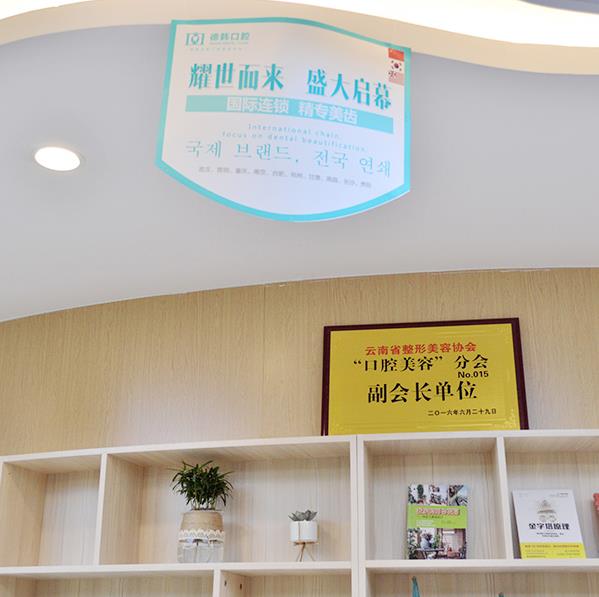 德韩口腔
耀世而来 盛大启幕
国际连锁 精专美齿
International chain,
focus on dental beautification.
국제 브랜드, 전국 연쇄
云南省整形美容协会
“口腔美容”分会
No.015
副会长单位
二〇一六年六月二十九日
金字塔原理